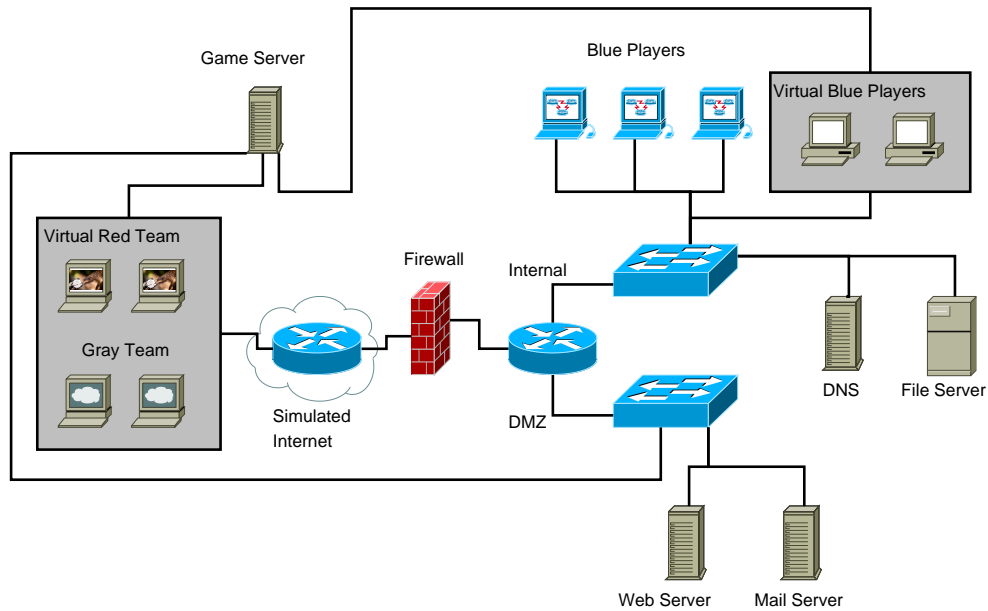 Game Server
Blue Players
Virtual Blue Players
Virtual Red Team
Firewall
Internal
Gray Team
Simulated
Internet
DMZ
DNS
File Server
Web Server
Mail Server